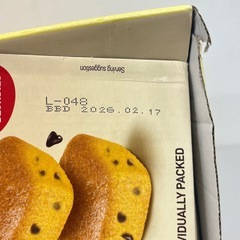 Serving suggestion
L-048
BBD 2026.02.17
VIDUALLY PACKED